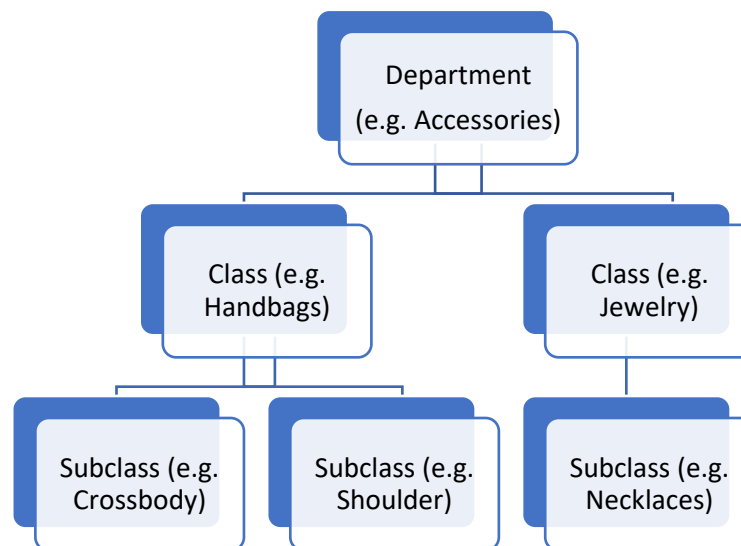 Department
(e.g. Accessories)
Class (e.g.
Handbags)
Class (e.g.
Jewelry)
Subclass (e.g.
Crossbody)
Subclass (e.g.
Shoulder)
Subclass (e.g.
Necklaces)